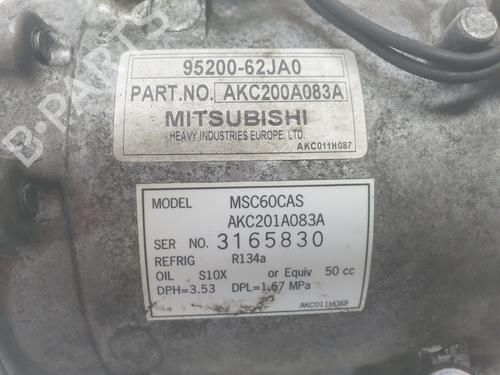 95200-62JA0
PART.NO. AKC200A083A
MITSUBISHI
HEAVY INDUSTRIES EUROPE, LTD.
AKC011H087
MODEL MSC60CAS
AKC201A083A
SER NO. 3165830
REFRIG R134a
OIL S10X or Equiv 50 cc
DPH=3.53 DPL=1.67 MPa
AKC011H088
B-PARTS